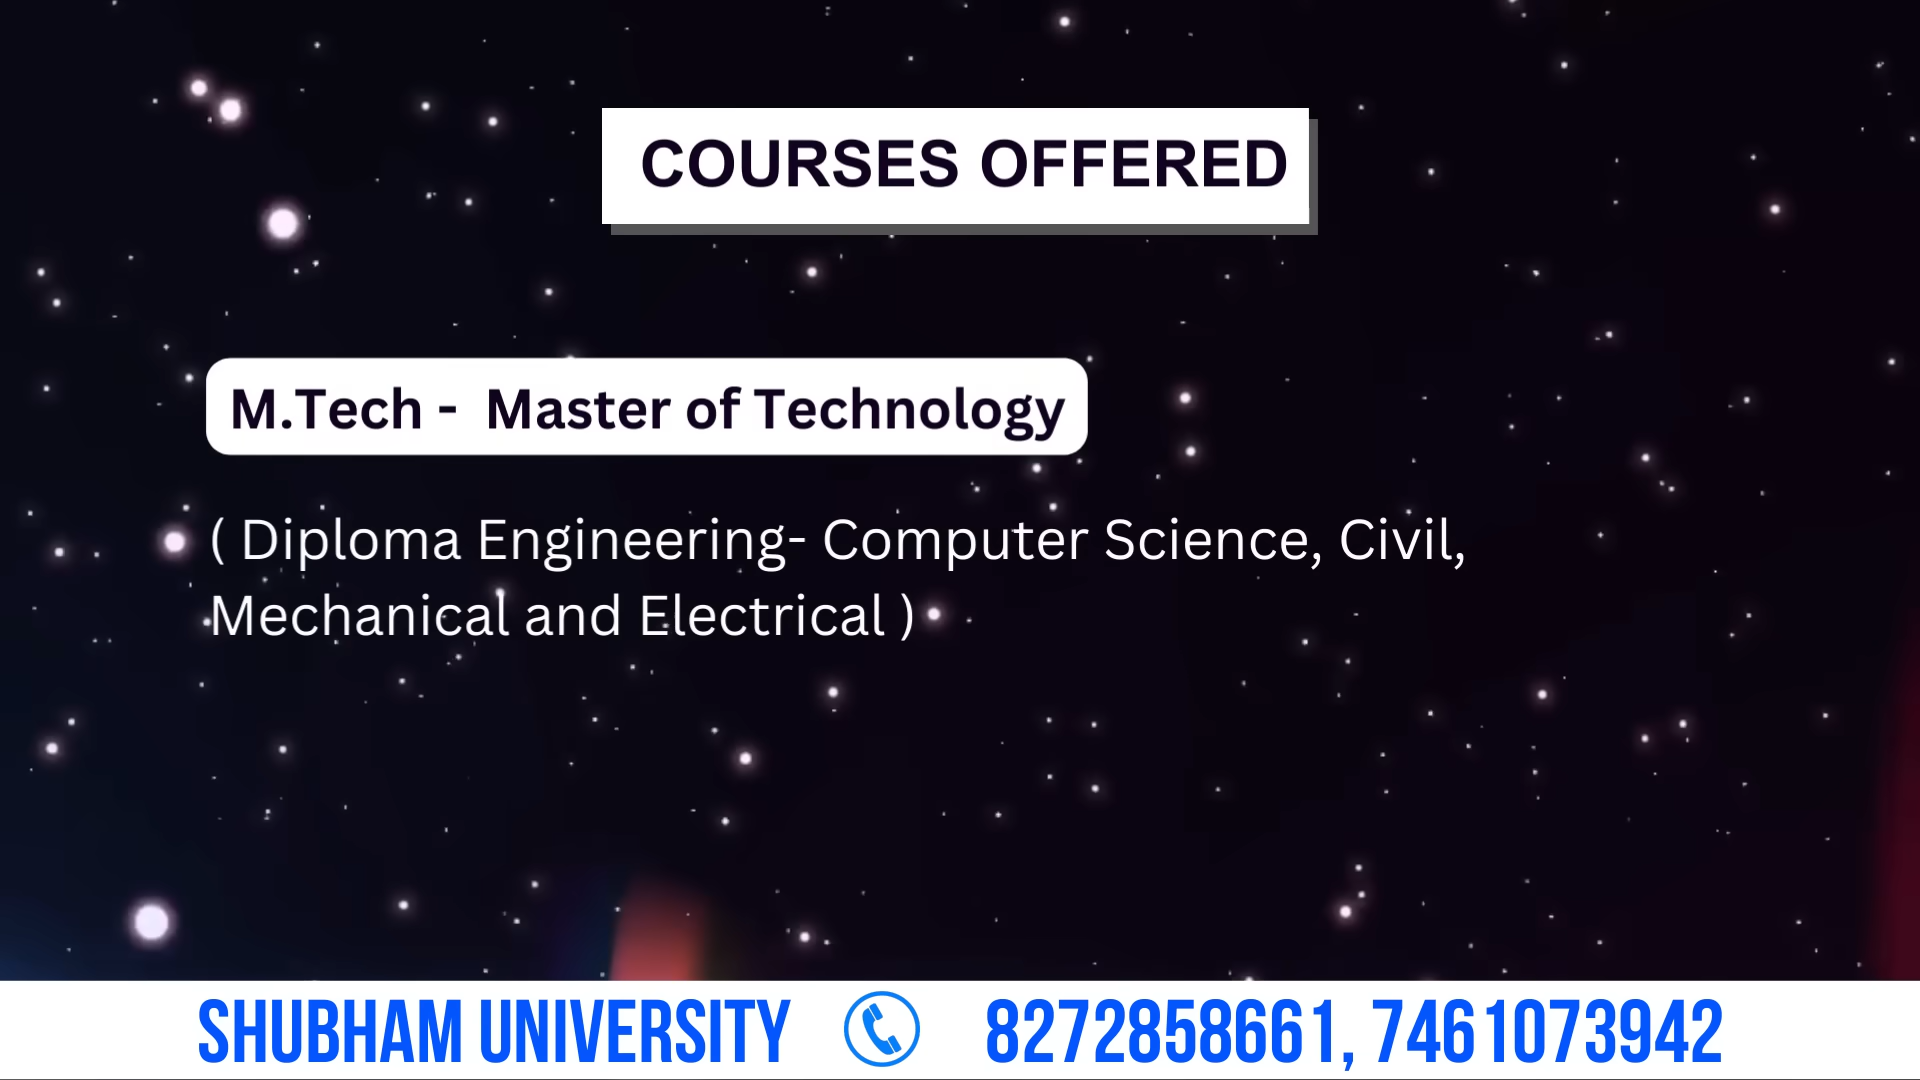 COURSES OFFERED
M.Tech - Master of Technology
( Diploma Engineering- Computer Science, Civil,
Mechanical and Electrical )
SHUBHAM UNIVERSITY 8272858661, 7461073942